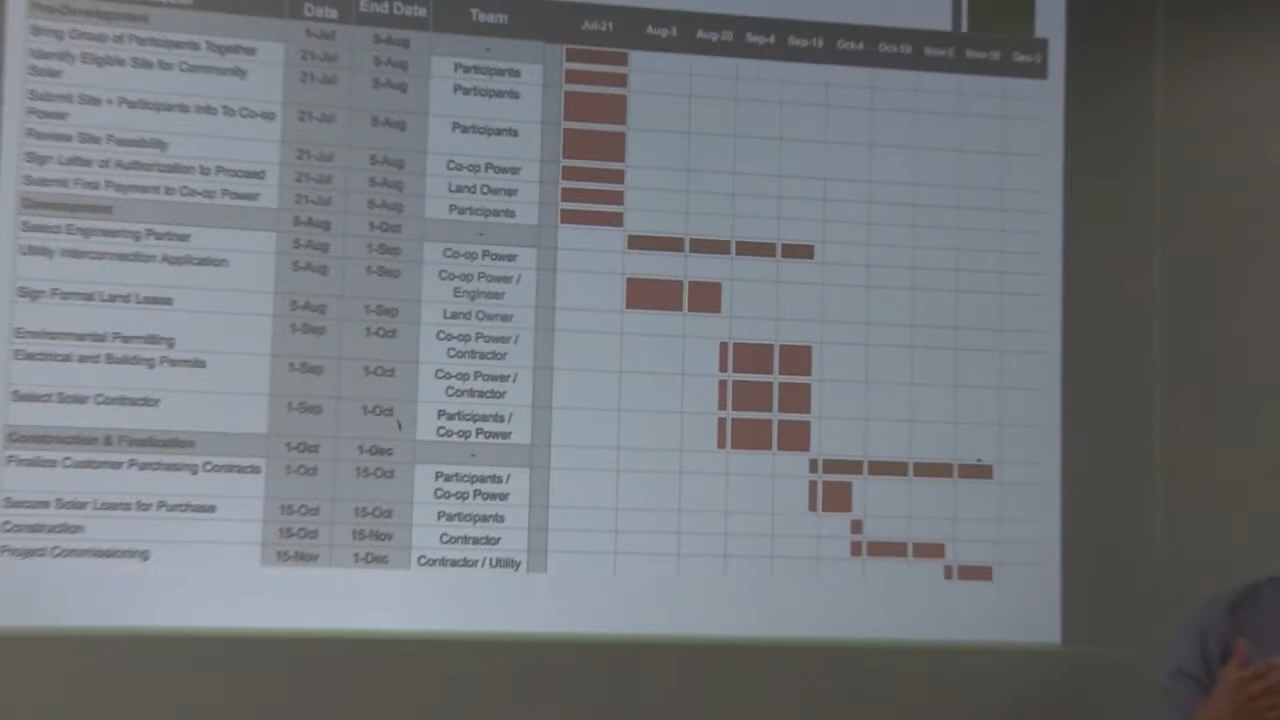 Date End Date Team Jul-21 Aug-5 Aug-20 Sep-4 Sep-19 Oct-4 Oct-19
Pre-Development 1-Jul 5-Aug -
Bring Group of Participants Together 21-Jul 5-Aug Participants
Identify Eligible Site for Community
Solar 21-Jul 5-Aug Participants
Submit Site + Participants Info To Co-op
Power 21-Jul 5-Aug Participants
Review Site Feasibility 21-Jul 5-Aug Co-op Power
Sign Letter of Authorization to Proceed 21-Jul 5-Aug Land Owner
Submit First Payment to Co-op Power 21-Jul 5-Aug Participants
Development 5-Aug 1-Oct -
Select Engineering Partner 5-Aug 1-Sep Co-op Power
Utility Interconnection Application 5-Aug 1-Sep Co-op Power /
Engineer
Sign Formal Land Lease 5-Aug 1-Sep Land Owner
Environmental Permitting 1-Sep 1-Oct Co-op Power /
Contractor
Electrical and Building Permits 1-Sep 1-Oct Co-op Power /
Contractor
Select Solar Contractor 1-Sep 1-Oct Participants /
Co-op Power
Construction & Finalization 1-Oct 1-Dec -
Finalize Customer Purchasing Contracts 1-Oct 15-Oct Participants /
Co-op Power
Secure Solar Loans for Purchase 15-Oct 15-Oct Participants
Construction 15-Oct 15-Nov Contractor
Project Commissioning 15-Nov 1-Dec Contractor / Utility